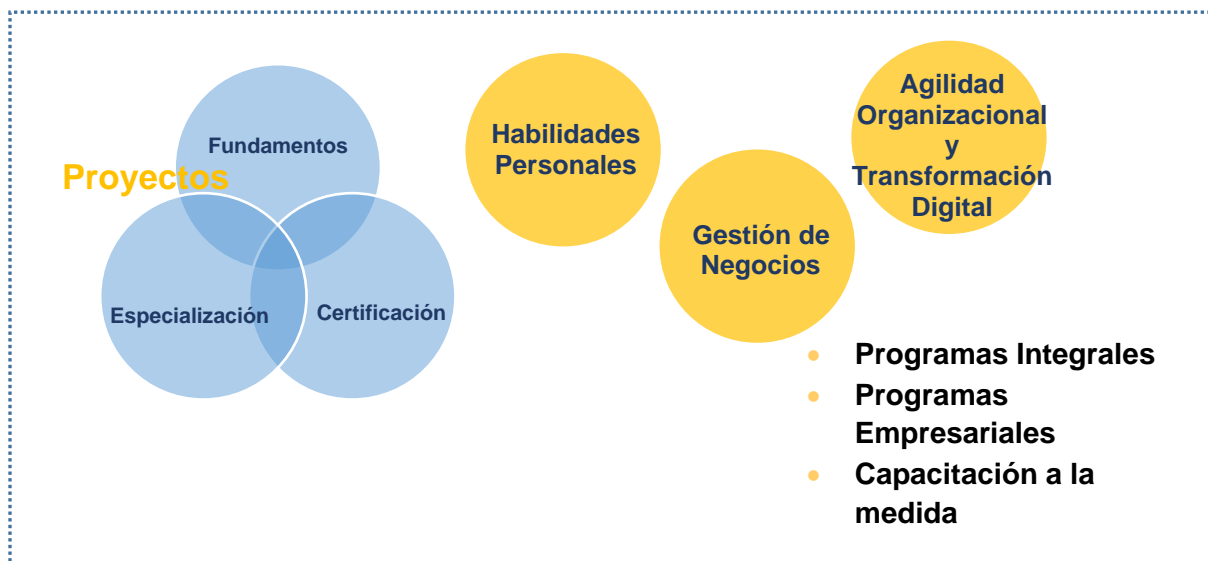 Proyectos
Fundamentos
Especialización
Certificación
Habilidades
Personales
Gestión de
Negocios
Agilidad
Organizacional
y
Transformación
Digital
Programas Integrales
Programas
Empresariales
Capacitación a la
medida